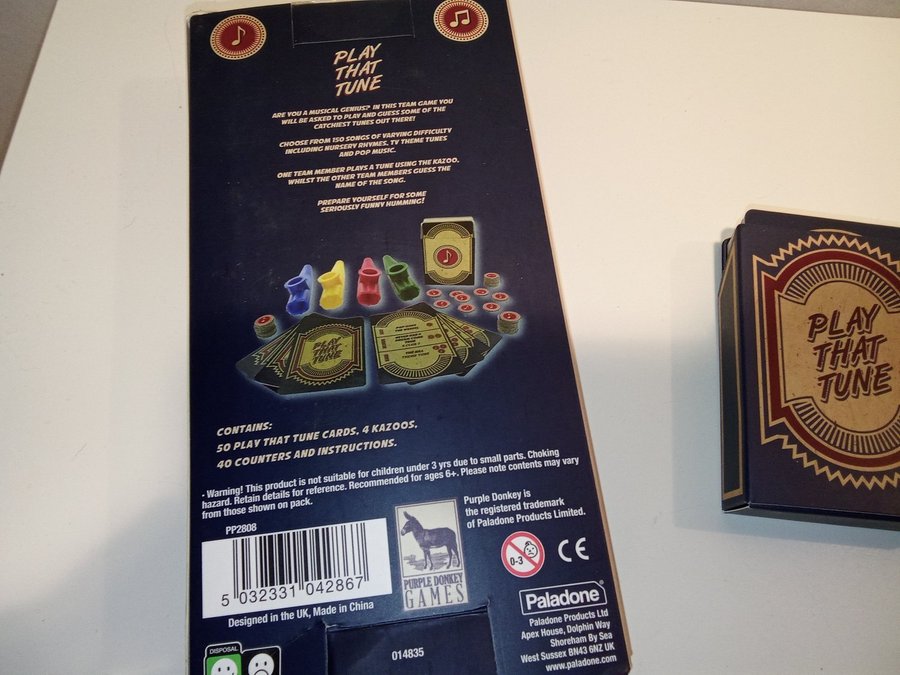 PLAY
THAT
TUNE
ARE YOU A MUSICAL GENIUS? IN THIS TEAM GAME YOU
WILL BE ASKED TO PLAY AND GUESS SOME OF THE
CATCHIEST TUNES OUT THERE!
CHOOSE FROM 150 SONGS OF VARYING DIFFICULTY
INCLUDING NURSERY RHYMES, TV THEME TUNES
AND POP MUSIC.
ONE TEAM MEMBER PLAYS A TUNE USING THE KAZOO,
WHILST THE OTHER TEAM MEMBERS GUESS THE
NAME OF THE SONG.
PREPARE YOURSELF FOR SOME
SERIOUSLY FUNNY HUMMING!
PLAY
THAT
TUNE
CONTAINS:
50 PLAY THAT TUNE CARDS, 4 KAZOOS,
40 COUNTERS AND INSTRUCTIONS.
- Warning! This product is not suitable for children under 3 yrs due to small parts. Choking
hazard. Retain details for reference. Recommended for ages 6+. Please note contents may vary
from those shown on pack.
PP2808
5 032331 042867
Designed in the UK, Made in China
PURPLE DONKEY
GAMES
Purple Donkey is
the registered trademark
of Paladone Products Limited.
0-3
CE
Paladone®
Paladone Products Ltd
Apex House, Dolphin Way
Shoreham By Sea
West Sussex BN43 6NZ UK
www.paladone.com
DISPOSAL
014835
PLAY
THAT
TUNE